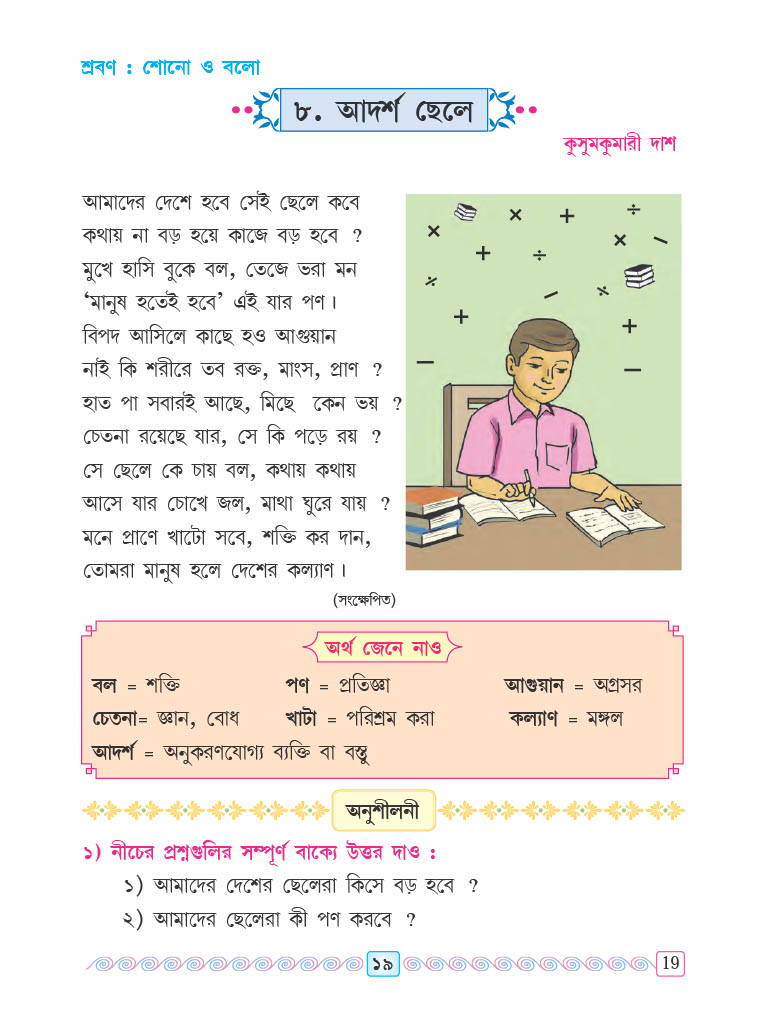 শ্রবণ : শোনো ও বলো
৮. আদর্শ ছেলে
কুসুমকুমারী দাশ
আমাদের দেশে হবে সেই ছেলে কবে
কথায় না বড় হয়ে কাজে বড় হবে ?
মুখে হাসি বুকে বল, তেজে ভরা মন
‘মানুষ হতেই হবে’ এই যার পণ।
বিপদ আসিলে কাছে হও আগুয়ান
নাই কি শরীরে তব রক্ত, মাংস, প্রাণ ?
হাত পা সবারই আছে, মিছে কেন ভয় ?
চেতনা রয়েছে যার, সে কি পড়ে রয় ?
সে ছেলে কে চায় বল, কথায় কথায়
আসে যার চোখে জল, মাথা ঘুরে যায় ?
মনে প্রাণে খাটো সবে, শক্তি কর দান,
তোমরা মানুষ হলে দেশের কল্যাণ।
(সংক্ষেপিত)
× + ÷
× × −
+ ÷
٪ − ٪
+ +
− −
অর্থ জেনে নাও
বল = শক্তি পণ = প্রতিজ্ঞা আগুয়ান = অগ্রসর
চেতনা= জ্ঞান, বোধ খাটা = পরিশ্রম করা কল্যাণ = মঙ্গল
আদর্শ = অনুকরণযোগ্য ব্যক্তি বা বস্তু
অনুশীলনী
১) নীচের প্রশ্নগুলির সম্পূর্ণ বাক্যে উত্তর দাও :
১) আমাদের দেশের ছেলেরা কিসে বড় হবে ?
২) আমাদের ছেলেরা কী পণ করবে ?
১৯ 19